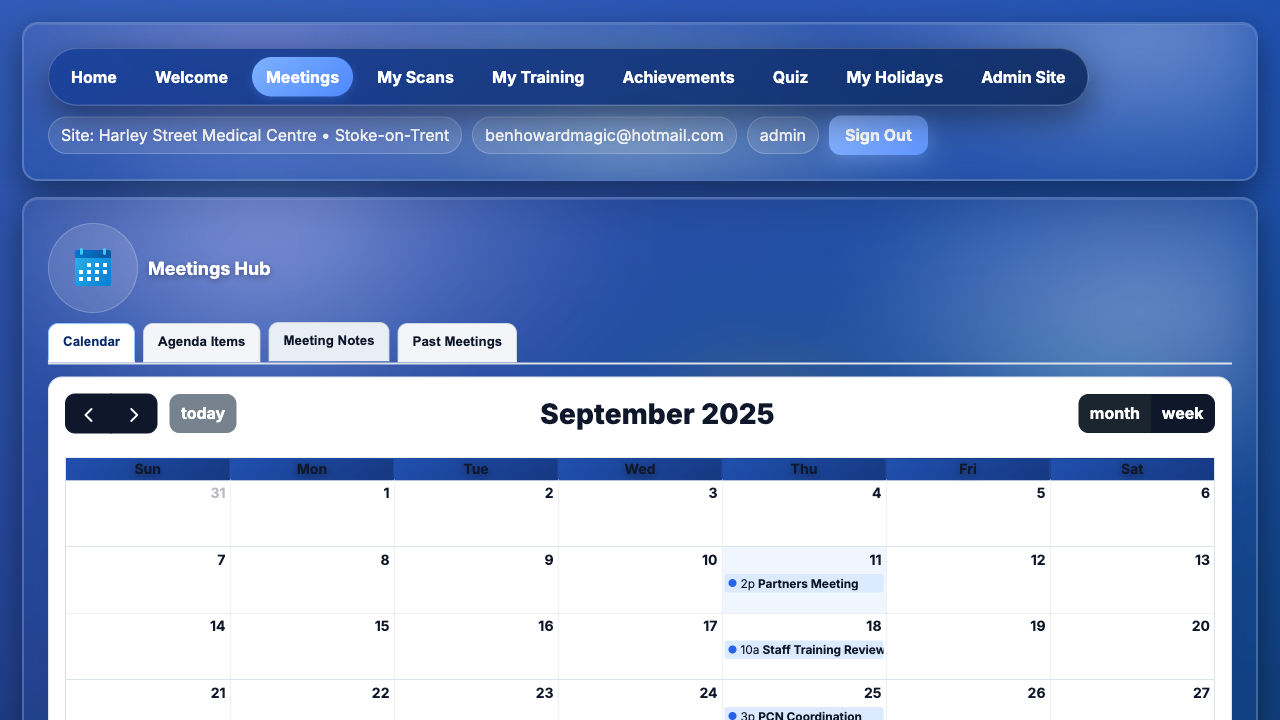 Home Welcome Meetings My Scans My Training Achievements Quiz My Holidays Admin Site
Site: Harley Street Medical Centre • Stoke-on-Trent benhowardmagic@hotmail.com admin Sign Out
Meetings Hub
Calendar Agenda Items Meeting Notes Past Meetings
today September 2025 month week
Sun Mon Tue Wed Thu Fri Sat
31 1 2 3 4 5 6
7 8 9 10 11 12 13
2p Partners Meeting
14 15 16 17 18 19 20
10a Staff Training Review
21 22 23 24 25 26 27
3p PCN Coordination